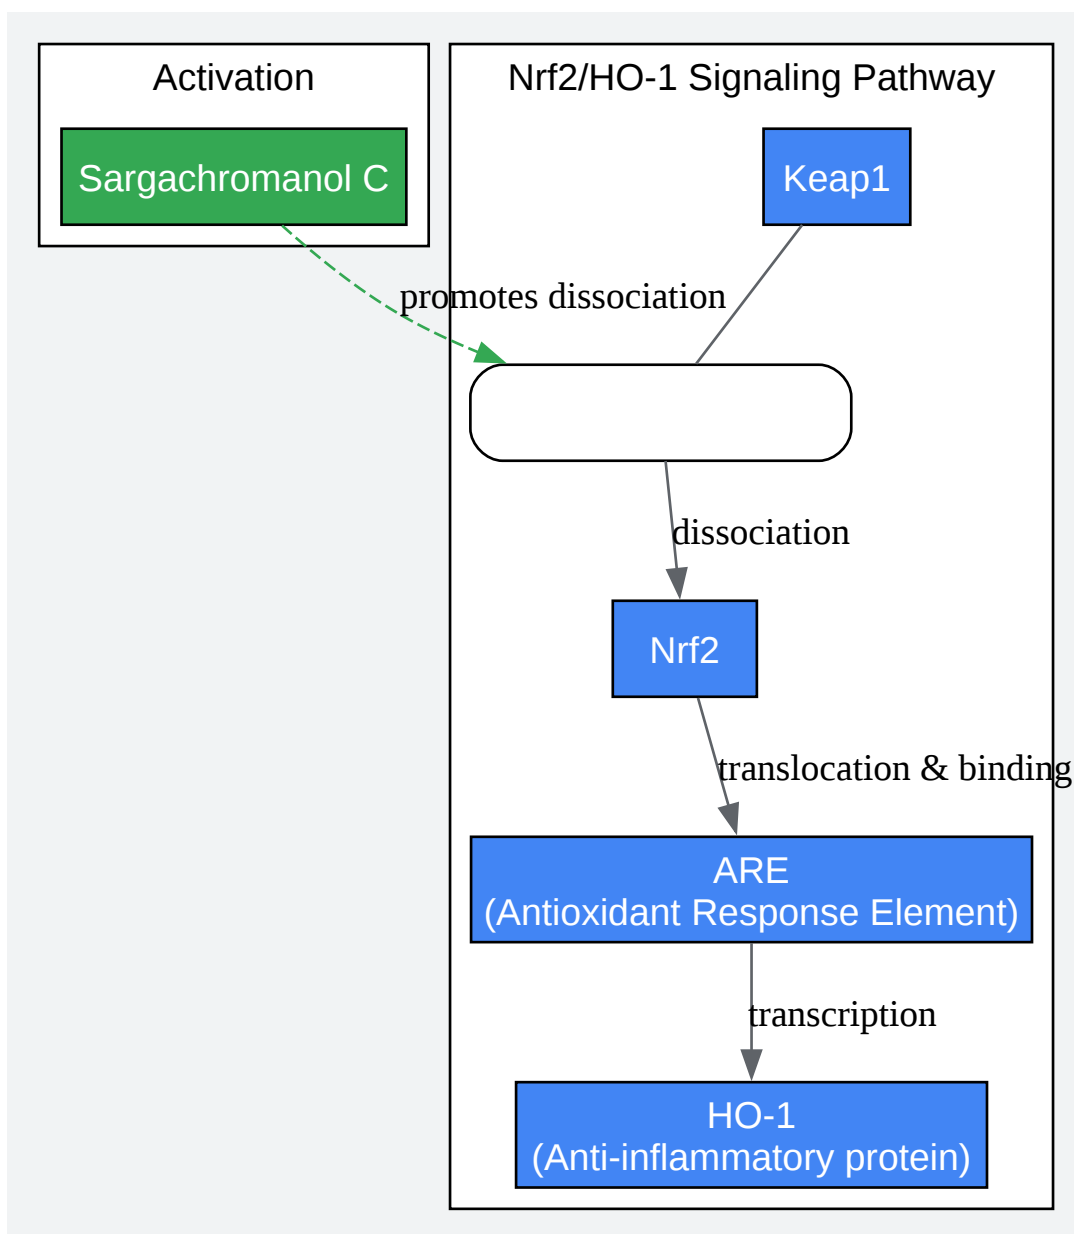 Activation
Nrf2/HO-1 Signaling Pathway
Sargachromanol C
Keap1
promotes dissociation
dissociation
Nrf2
translocation & binding
ARE
(Antioxidant Response Element)
transcription
HO-1
(Anti-inflammatory protein)